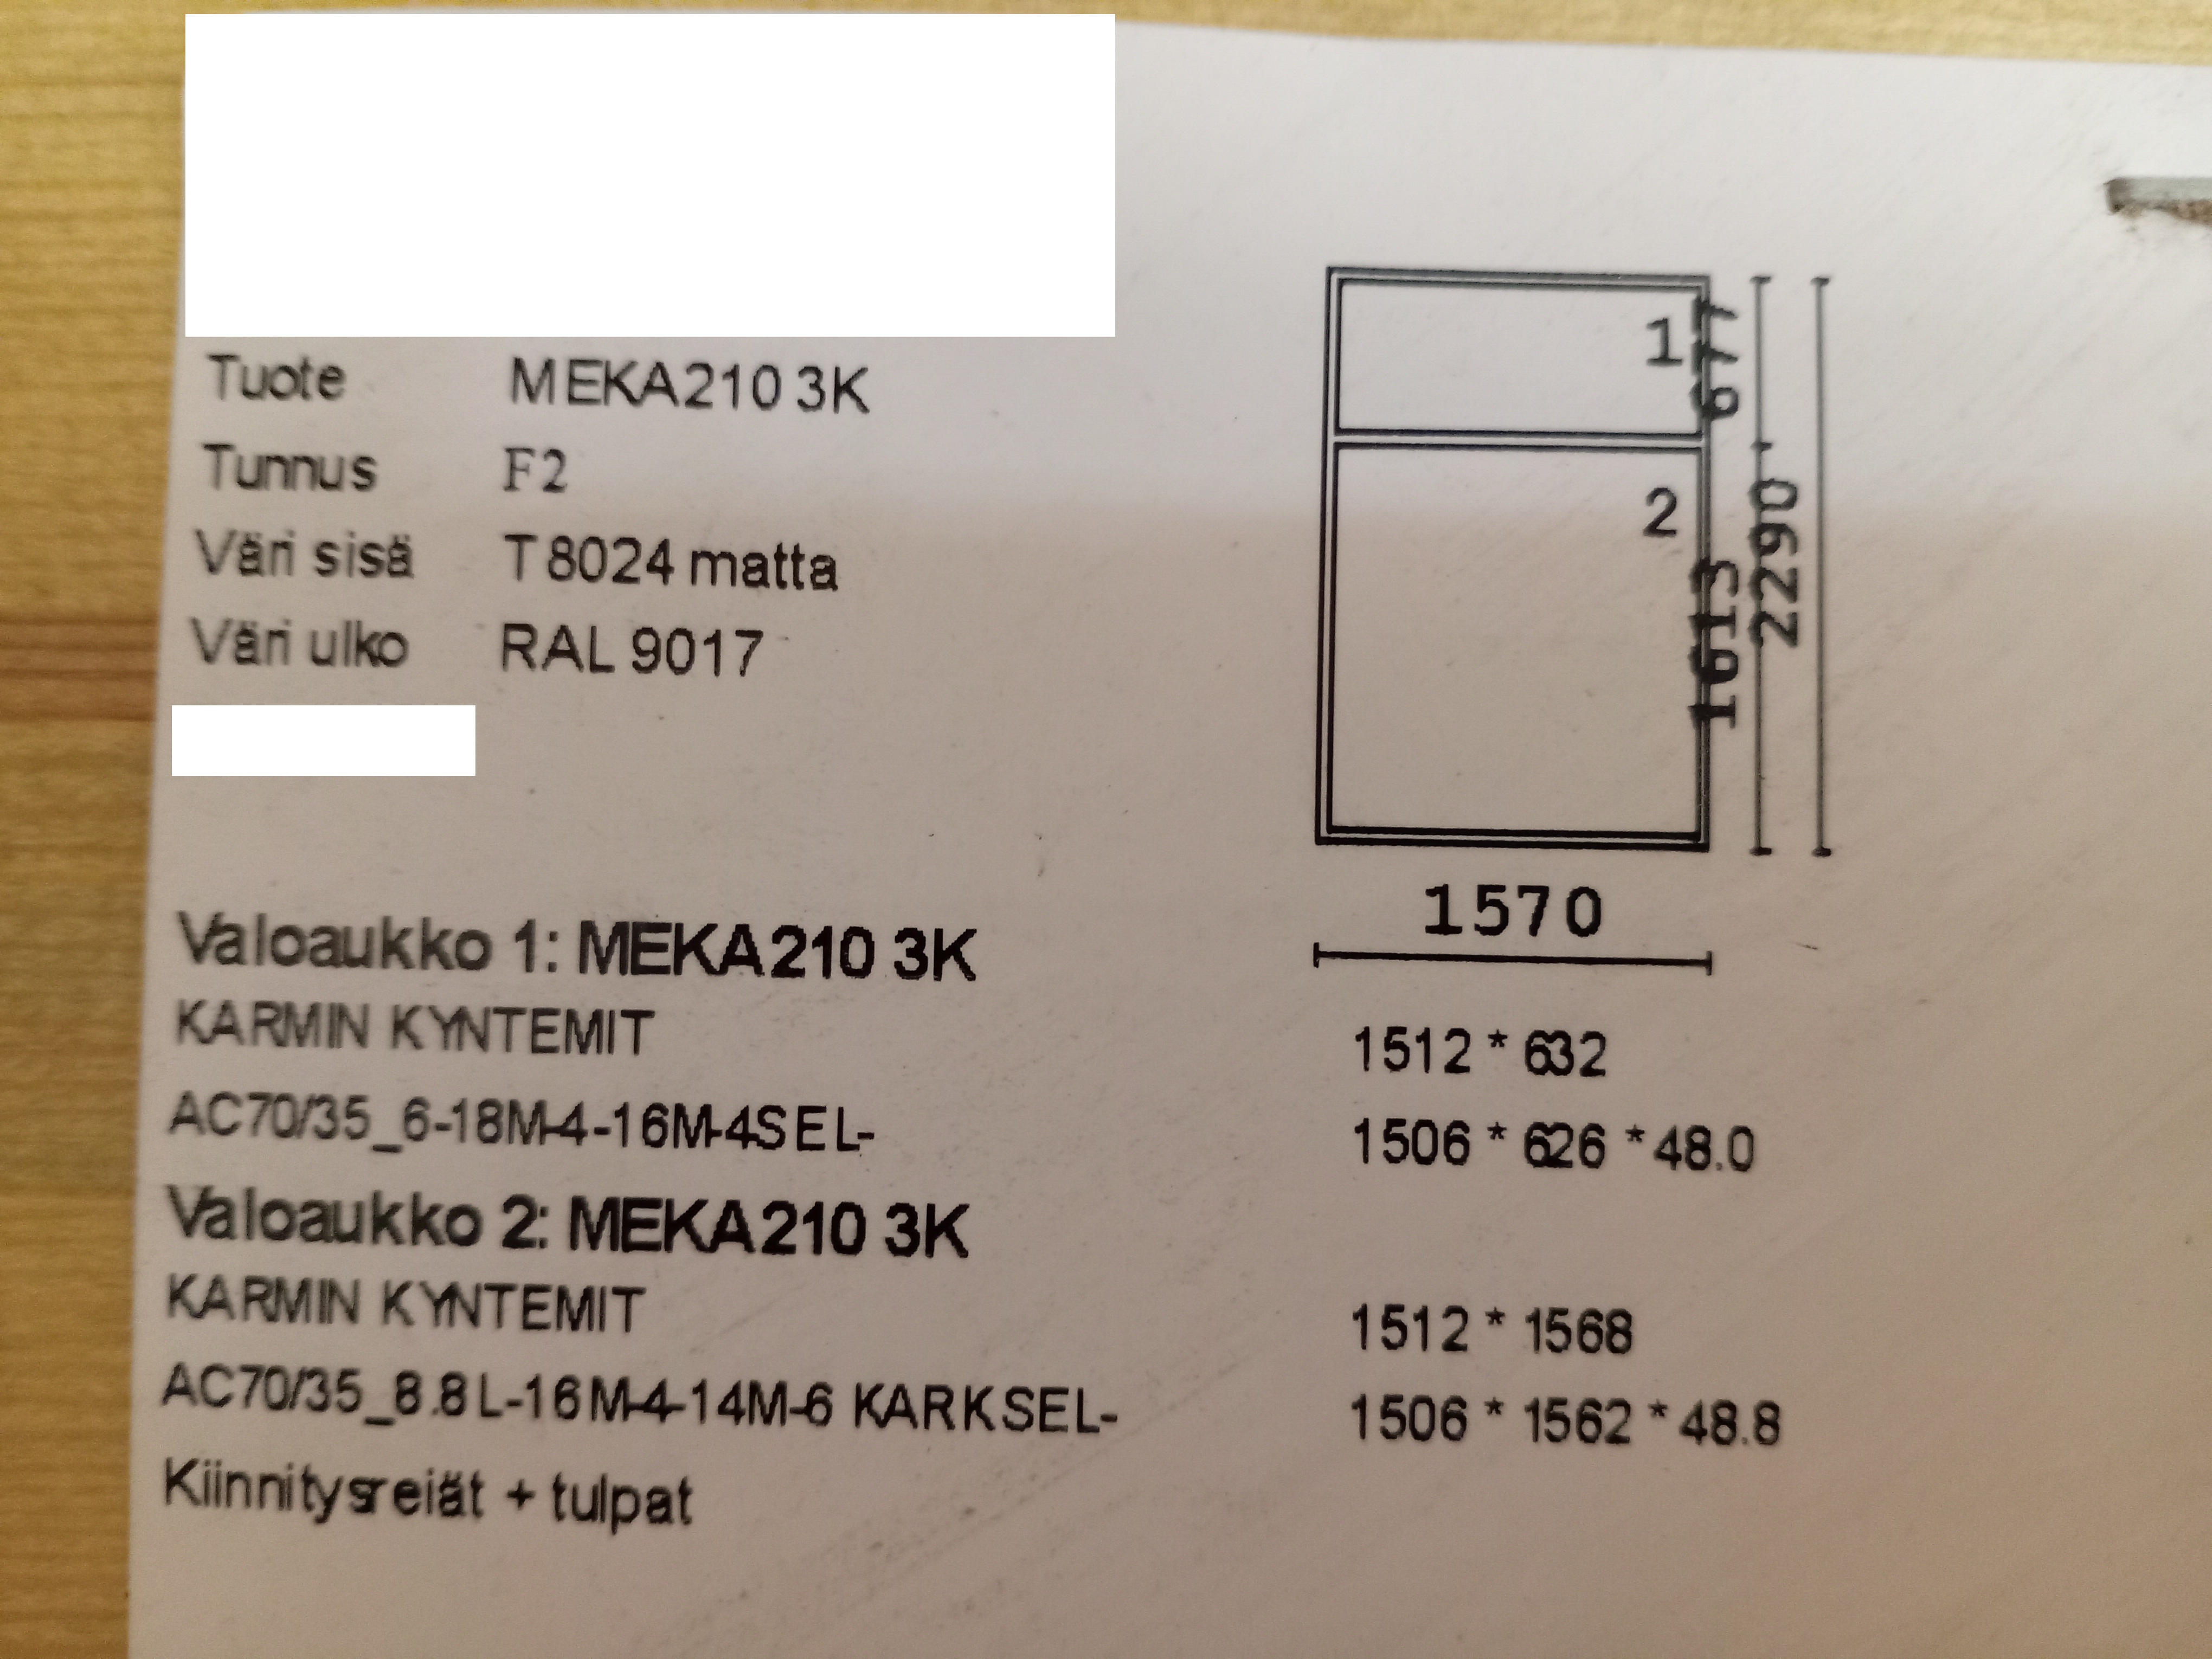 Tuote MEKA210 3K
Tunnus F2
Väri sisä T8024 matta
Väri ulko RAL 9017
1
677
2
1613
2290
1570
Valoaukko 1: MEKA210 3K
KARMIN KYNTEMIT 1512 * 632
AC70/35_6-18M-4-16M-4SEL- 1506 * 626 * 48.0
Valoaukko 2: MEKA210 3K
KARMIN KYNTEMIT 1512 * 1568
AC70/35_8.8L-16M-4-14M-6 KARKSEL- 1506 * 1562 * 48.8
Kiinnitysreiät + tulpat